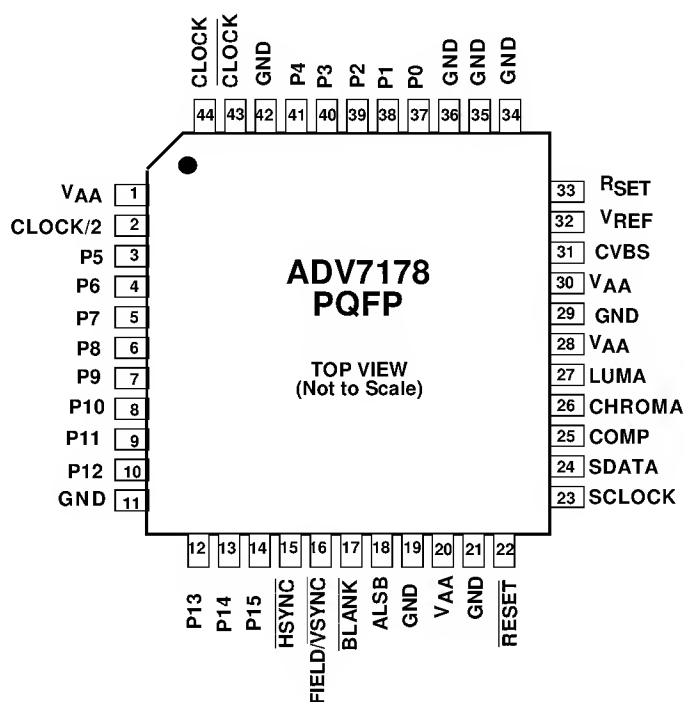 CLOCK CLOCK GND P4 P3 P2 P1 P0 GND GND GND
44 43 42 41 40 39 38 37 36 35 34
VAA 1
CLOCK/2 2
P5 3
P6 4
P7 5
P8 6
P9 7
P10 8
P11 9
P12 10
GND 11
ADV7178
PQFP
TOP VIEW
(Not to Scale)
33 RSET
32 VREF
31 CVBS
30 VAA
29 GND
28 VAA
27 LUMA
26 CHROMA
25 COMP
24 SDATA
23 SCLOCK
12 13 14 15 16 17 18 19 20 21 22
P13 P14 P15 HSYNC FIELD/VSYNC BLANK ALSB GND VAA GND RESET